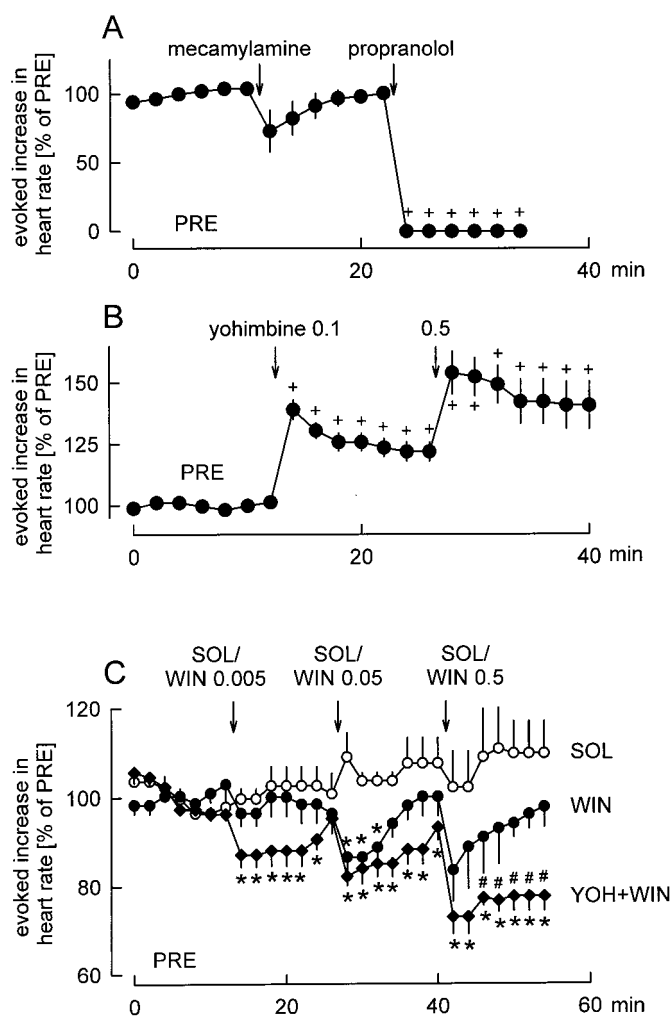 A
mecamylamine propranolol
evoked increase in
heart rate [% of PRE]
100
50
0
PRE
+ + + + + +
0 20 40 min
B
yohimbine 0.1 0.5
evoked increase in
heart rate [% of PRE]
150
125
100
PRE
+ + + + + + +
+ + + + + + +
0 20 40 min
C
SOL/ SOL/ SOL/
WIN 0.005 WIN 0.05 WIN 0.5
evoked increase in
heart rate [% of PRE]
120
100
80
60
SOL
WIN
YOH+WIN
* * *
* * * * * *
* * * * * * *
# # # # #
* * * * * * *
PRE
0 20 40 60
min